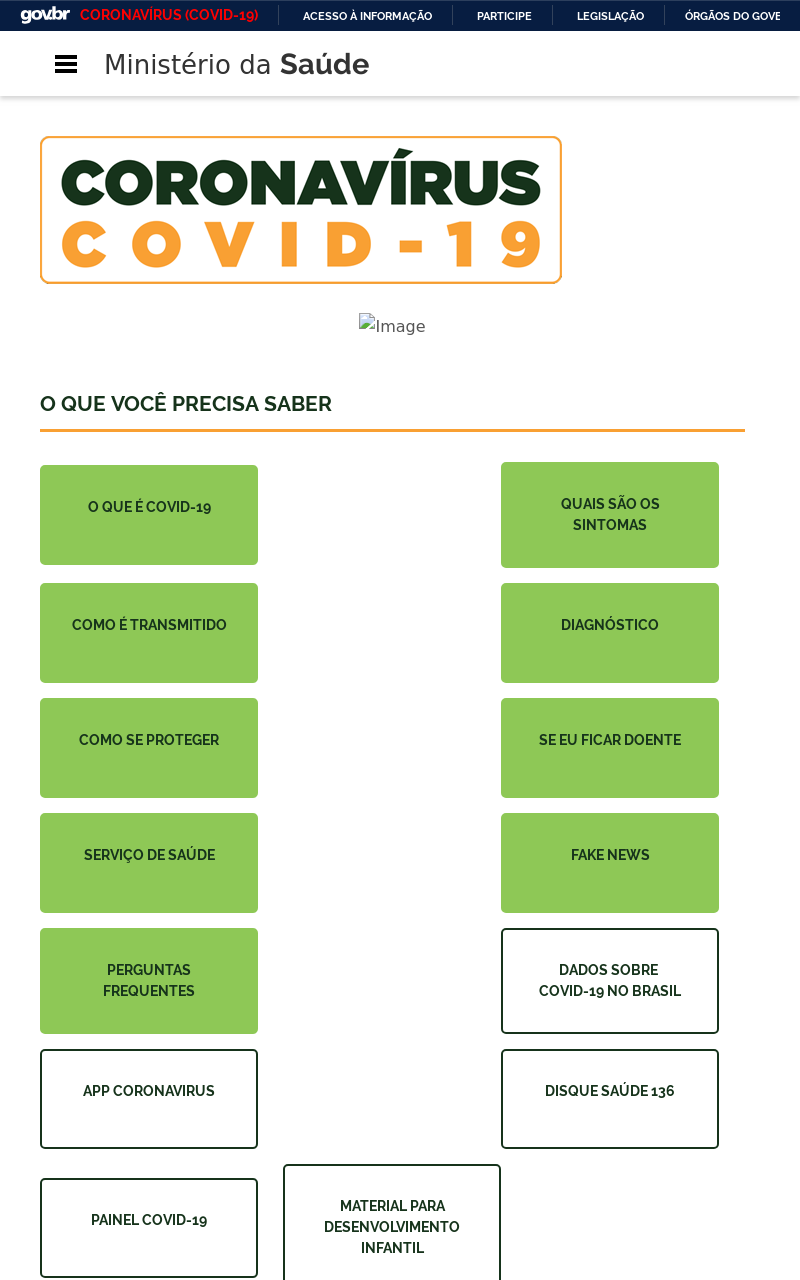 gov.br CORONAVÍRUS (COVID-19) ACESSO À INFORMAÇÃO PARTICIPE LEGISLAÇÃO ÓRGÃOS DO GOVE
Ministério da Saúde
CORONAVÍRUS
COVID-19
Image
O QUE VOCÊ PRECISA SABER
O QUE É COVID-19
QUAIS SÃO OS
SINTOMAS
COMO É TRANSMITIDO
DIAGNÓSTICO
COMO SE PROTEGER
SE EU FICAR DOENTE
SERVIÇO DE SAÚDE
FAKE NEWS
PERGUNTAS
FREQUENTES
DADOS SOBRE
COVID-19 NO BRASIL
APP CORONAVIRUS
DISQUE SAÚDE 136
PAINEL COVID-19
MATERIAL PARA
DESENVOLVIMENTO
INFANTIL